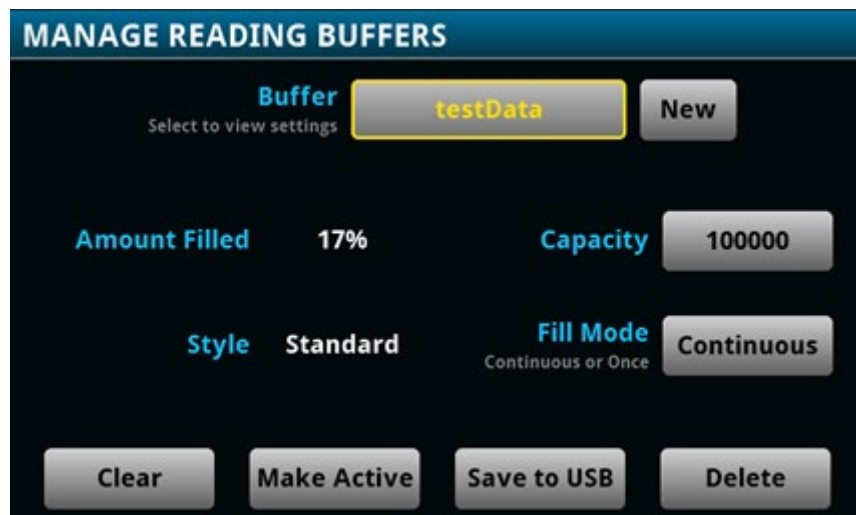 MANAGE READING BUFFERS
Buffer
Select to view settings
testData
New
Amount Filled
17%
Capacity
100000
Style
Standard
Fill Mode
Continuous or Once
Continuous
Clear
Make Active
Save to USB
Delete